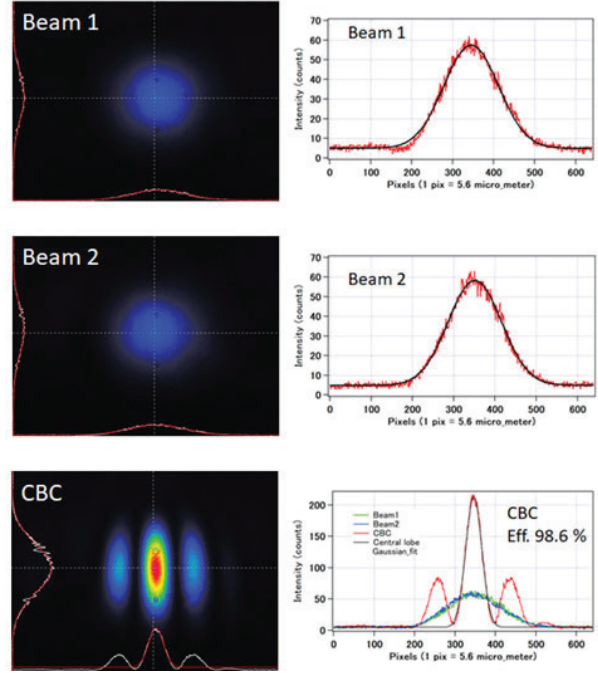 Beam 1
Beam 1
Intensity (counts)
70
60
50
40
30
20
10
0
0 100 200 300 400 500 600
Pixels (1 pix = 5.6 micro_meter)
Beam 2
Beam 2
Intensity (counts)
70
60
50
40
30
20
10
0
0 100 200 300 400 500 600
Pixels (1 pix = 5.6 micro_meter)
CBC
CBC
Eff. 98.6 %
Beam1
Beam2
CBC
Central lobe
Gaussian_fit
Intensity (counts)
200
150
100
50
0
0 100 200 300 400 500 600
Pixels (1 pix = 5.6 micro_meter)